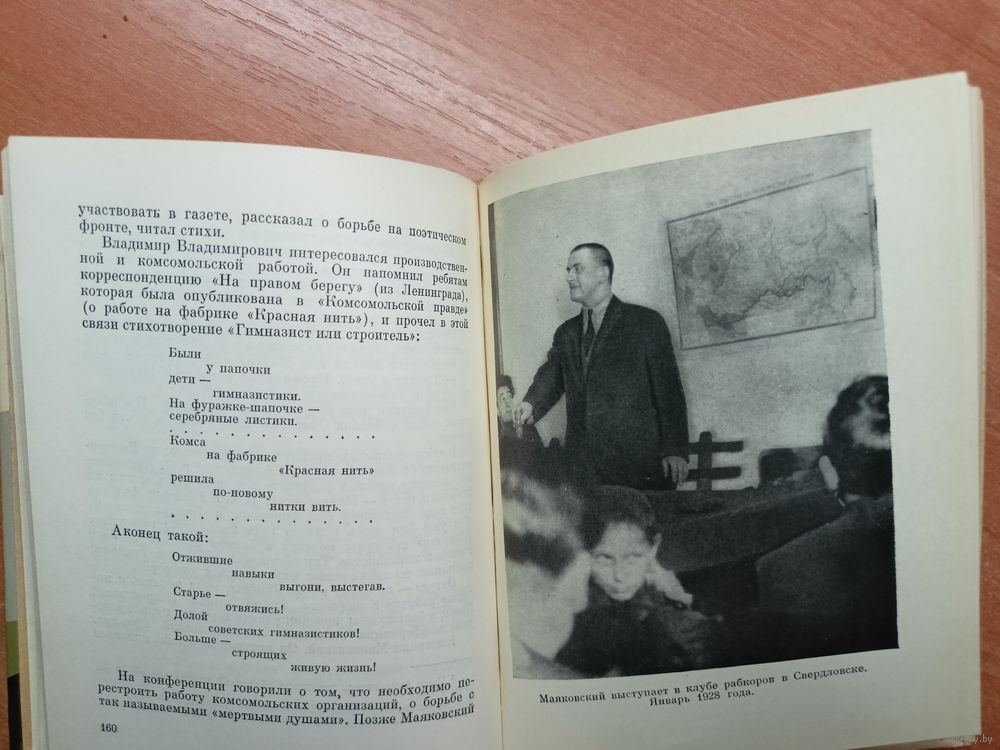 участвовать в газете, рассказал о борьбе на поэтическом
фронте, читал стихи.
Владимир Владимирович интересовался производствен-
ной и комсомольской работой. Он напомнил ребятам
корреспонденцию «На правом берегу» (из Ленинграда),
которая была опубликована в «Комсомольской правде»
(о работе на фабрике «Красная нить»), и прочел в этой
связи стихотворение «Гимназист или строитель»:
Были
у папочки
дети —
гимназистики.
На фуражке-шапочке —
серебряные листики.
. . . . . . . . . . . . . .
Комса
на фабрике
«Красная нить»
решила
по-новому
нитки вить.
. . . . . . . . . . . . . .
Аконец такой:
Отжившие
навыки
выгони, выстегав.
Старье —
отвяжись!
Долой
советских гимназистиков!
Больше —
строящих
живую жизнь!
На конференции говорили о том, что необходимо пе-
рестроить работу комсомольских организаций, о борьбе с
так называемыми «мертвыми душами». Позже Маяковский
160
Маяковский выступает в клубе рабкоров в Свердловске.
Январь 1928 года.